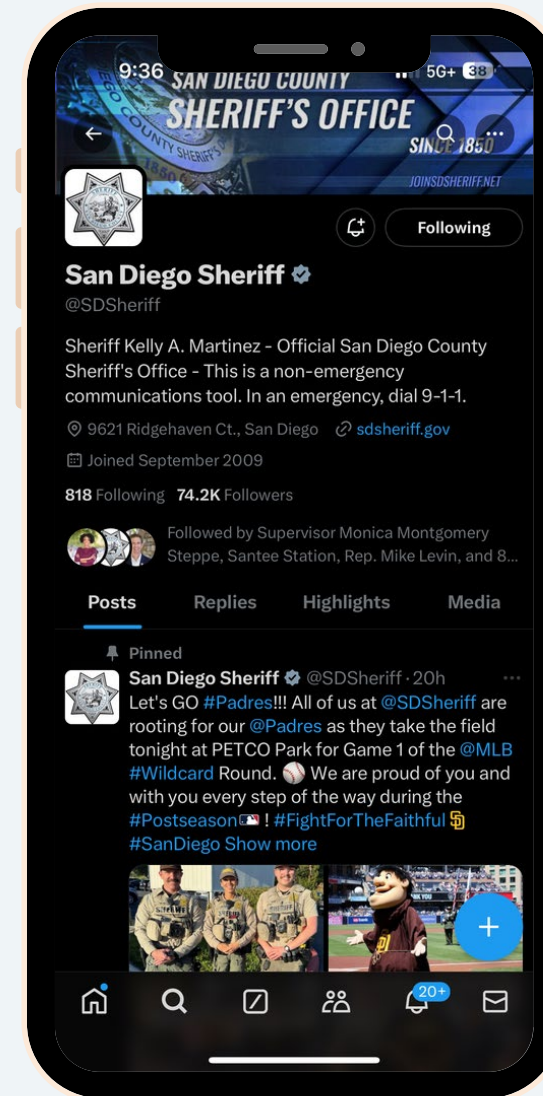 9:36
5G+ 38
SAN DIEGO COUNTY
SHERIFF'S OFFICE
SINCE 1850
JOINSDSHERIFF.NET
Following
San Diego Sheriff
@SDSheriff
Sheriff Kelly A. Martinez - Official San Diego County
Sheriff's Office - This is a non-emergency
communications tool. In an emergency, dial 9-1-1.
9621 Ridgehaven Ct., San Diego sdsheriff.gov
Joined September 2009
818 Following 74.2K Followers
Followed by Supervisor Monica Montgomery
Steppe, Santee Station, Rep. Mike Levin, and 8...
Posts Replies Highlights Media
Pinned
San Diego Sheriff @SDSheriff · 20h
Let's GO #Padres!!! All of us at @SDSheriff are
rooting for our @Padres as they take the field
tonight at PETCO Park for Game 1 of the @MLB
#Wildcard Round. ⚾ We are proud of you and
with you every step of the way during the
#Postseason ! #FightForTheFaithful SD
#SanDiego Show more
20+